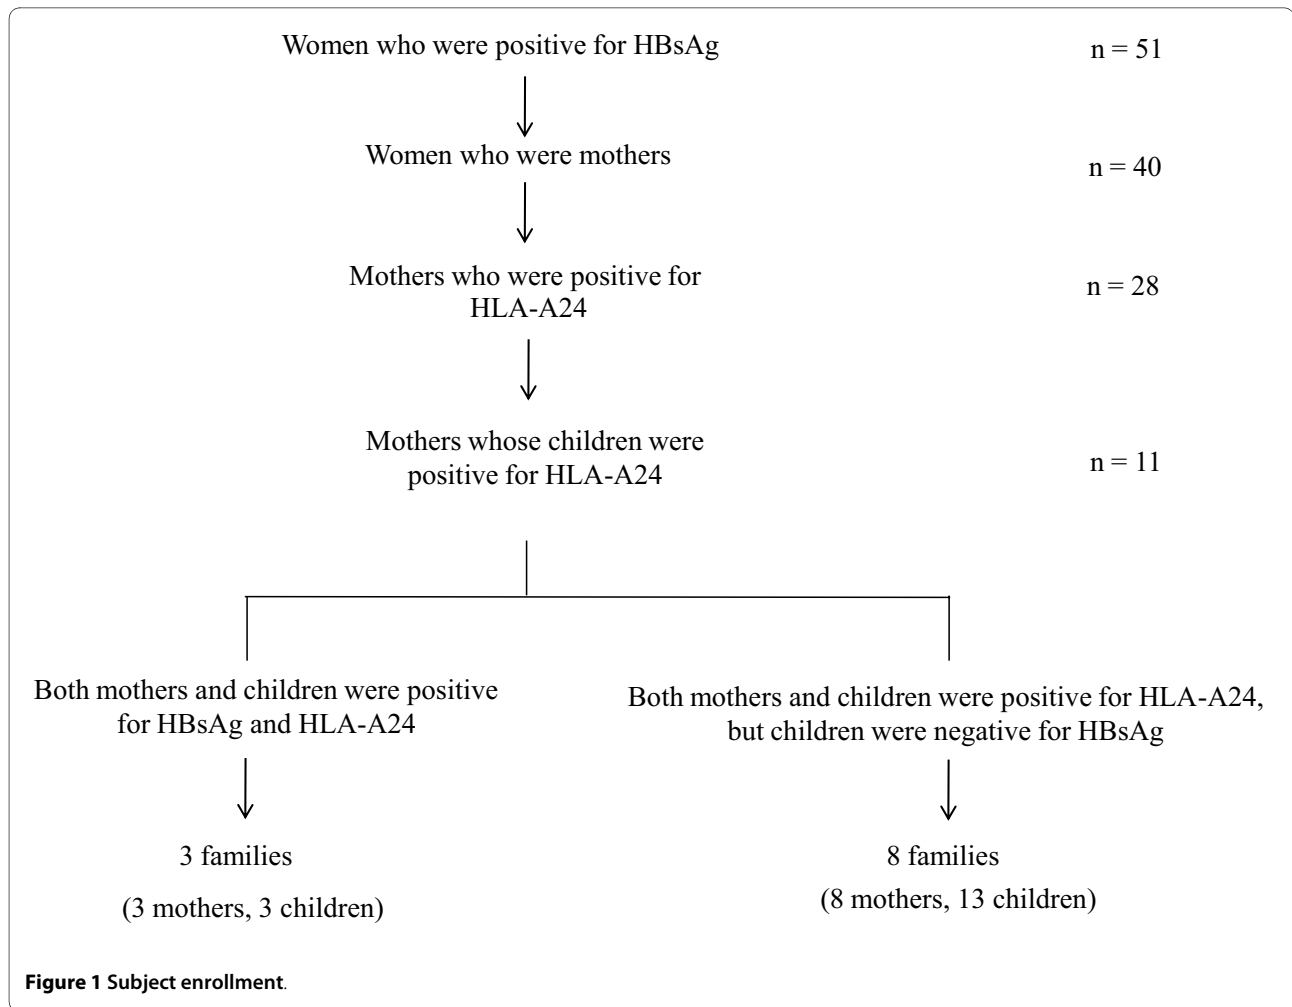 Women who were positive for HBsAg
n = 51
Women who were mothers
n = 40
Mothers who were positive for
HLA-A24
n = 28
Mothers whose children were
positive for HLA-A24
n = 11
Both mothers and children were positive
for HBsAg and HLA-A24
Both mothers and children were positive for HLA-A24,
but children were negative for HBsAg
3 families
(3 mothers, 3 children)
8 families
(8 mothers, 13 children)
Figure 1 Subject enrollment.